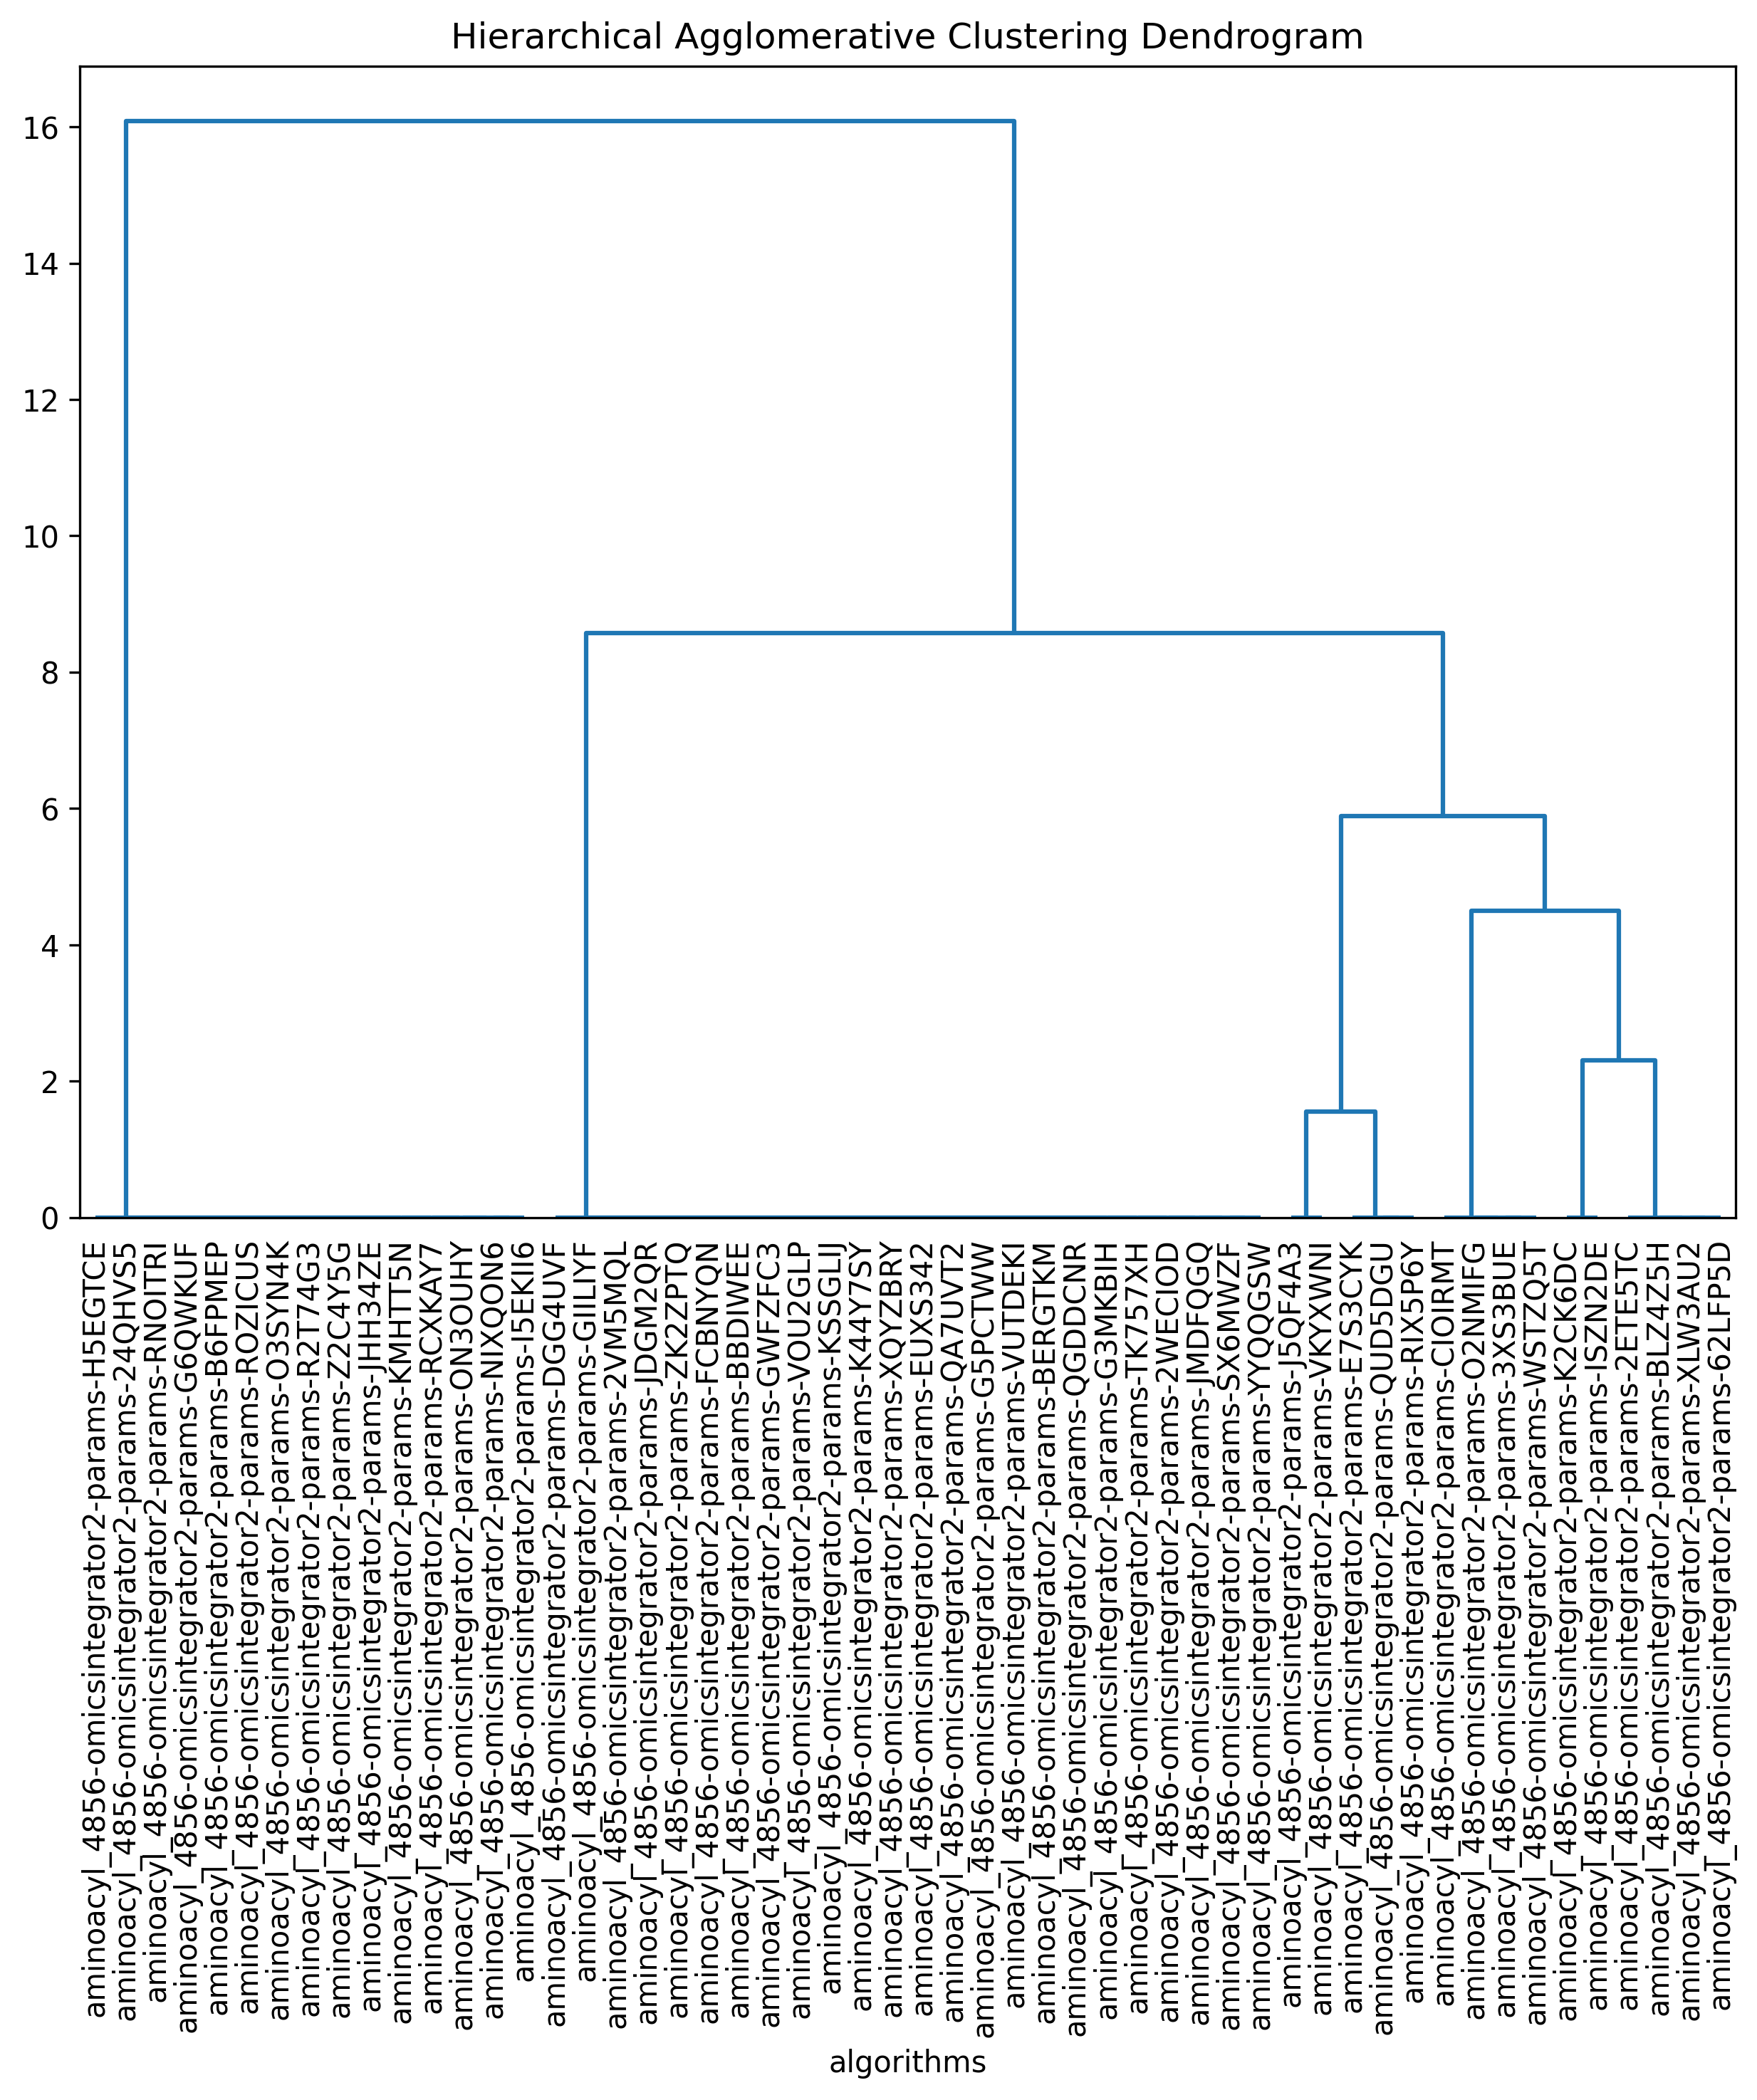 Hierarchical Agglomerative Clustering Dendrogram
16
14
12
10
8
6
4
2
0
aminoacyl_4856-omicsintegrator2-params-H5EGTCE
aminoacyl_4856-omicsintegrator2-params-24QHVS5
aminoacyl_4856-omicsintegrator2-params-RNOITRI
aminoacyl_4856-omicsintegrator2-params-G6QWKUF
aminoacyl_4856-omicsintegrator2-params-B6FPMEP
aminoacyl_4856-omicsintegrator2-params-ROZICUS
aminoacyl_4856-omicsintegrator2-params-O3SYN4K
aminoacyl_4856-omicsintegrator2-params-R2T74G3
aminoacyl_4856-omicsintegrator2-params-Z2C4Y5G
aminoacyl_4856-omicsintegrator2-params-JHH34ZE
aminoacyl_4856-omicsintegrator2-params-KMHTT5N
aminoacyl_4856-omicsintegrator2-params-RCXKAY7
aminoacyl_4856-omicsintegrator2-params-ON3OUHY
aminoacyl_4856-omicsintegrator2-params-NIXQON6
aminoacyl_4856-omicsintegrator2-params-I5EKII6
aminoacyl_4856-omicsintegrator2-params-DGG4UVF
aminoacyl_4856-omicsintegrator2-params-GIILIYF
aminoacyl_4856-omicsintegrator2-params-2VM5MQL
aminoacyl_4856-omicsintegrator2-params-JDGM2QR
aminoacyl_4856-omicsintegrator2-params-ZK2ZPTQ
aminoacyl_4856-omicsintegrator2-params-FCBNYQN
aminoacyl_4856-omicsintegrator2-params-BBDIWEE
aminoacyl_4856-omicsintegrator2-params-GWFZFC3
aminoacyl_4856-omicsintegrator2-params-VOU2GLP
aminoacyl_4856-omicsintegrator2-params-KSSGLIJ
aminoacyl_4856-omicsintegrator2-params-K44Y7SY
aminoacyl_4856-omicsintegrator2-params-XQYZBRY
aminoacyl_4856-omicsintegrator2-params-EUXS342
aminoacyl_4856-omicsintegrator2-params-QA7UVT2
aminoacyl_4856-omicsintegrator2-params-G5PCTWW
aminoacyl_4856-omicsintegrator2-params-VUTDEKI
aminoacyl_4856-omicsintegrator2-params-BERGTKM
aminoacyl_4856-omicsintegrator2-params-QGDDCNR
aminoacyl_4856-omicsintegrator2-params-G3MKBIH
aminoacyl_4856-omicsintegrator2-params-TK757XH
aminoacyl_4856-omicsintegrator2-params-2WECIOD
aminoacyl_4856-omicsintegrator2-params-JMDFQGQ
aminoacyl_4856-omicsintegrator2-params-SX6MWZF
aminoacyl_4856-omicsintegrator2-params-YYQQGSW
aminoacyl_4856-omicsintegrator2-params-J5QF4A3
aminoacyl_4856-omicsintegrator2-params-VKYXWNI
aminoacyl_4856-omicsintegrator2-params-E7S3CYK
aminoacyl_4856-omicsintegrator2-params-QUD5DGU
aminoacyl_4856-omicsintegrator2-params-RIX5P6Y
aminoacyl_4856-omicsintegrator2-params-CIOIRMT
aminoacyl_4856-omicsintegrator2-params-O2NMIFG
aminoacyl_4856-omicsintegrator2-params-3XS3BUE
aminoacyl_4856-omicsintegrator2-params-WSTZQ5T
aminoacyl_4856-omicsintegrator2-params-K2CK6DC
aminoacyl_4856-omicsintegrator2-params-ISZN2DE
aminoacyl_4856-omicsintegrator2-params-2ETE5TC
aminoacyl_4856-omicsintegrator2-params-BLZ4Z5H
aminoacyl_4856-omicsintegrator2-params-XLW3AU2
aminoacyl_4856-omicsintegrator2-params-62LFP5D
algorithms